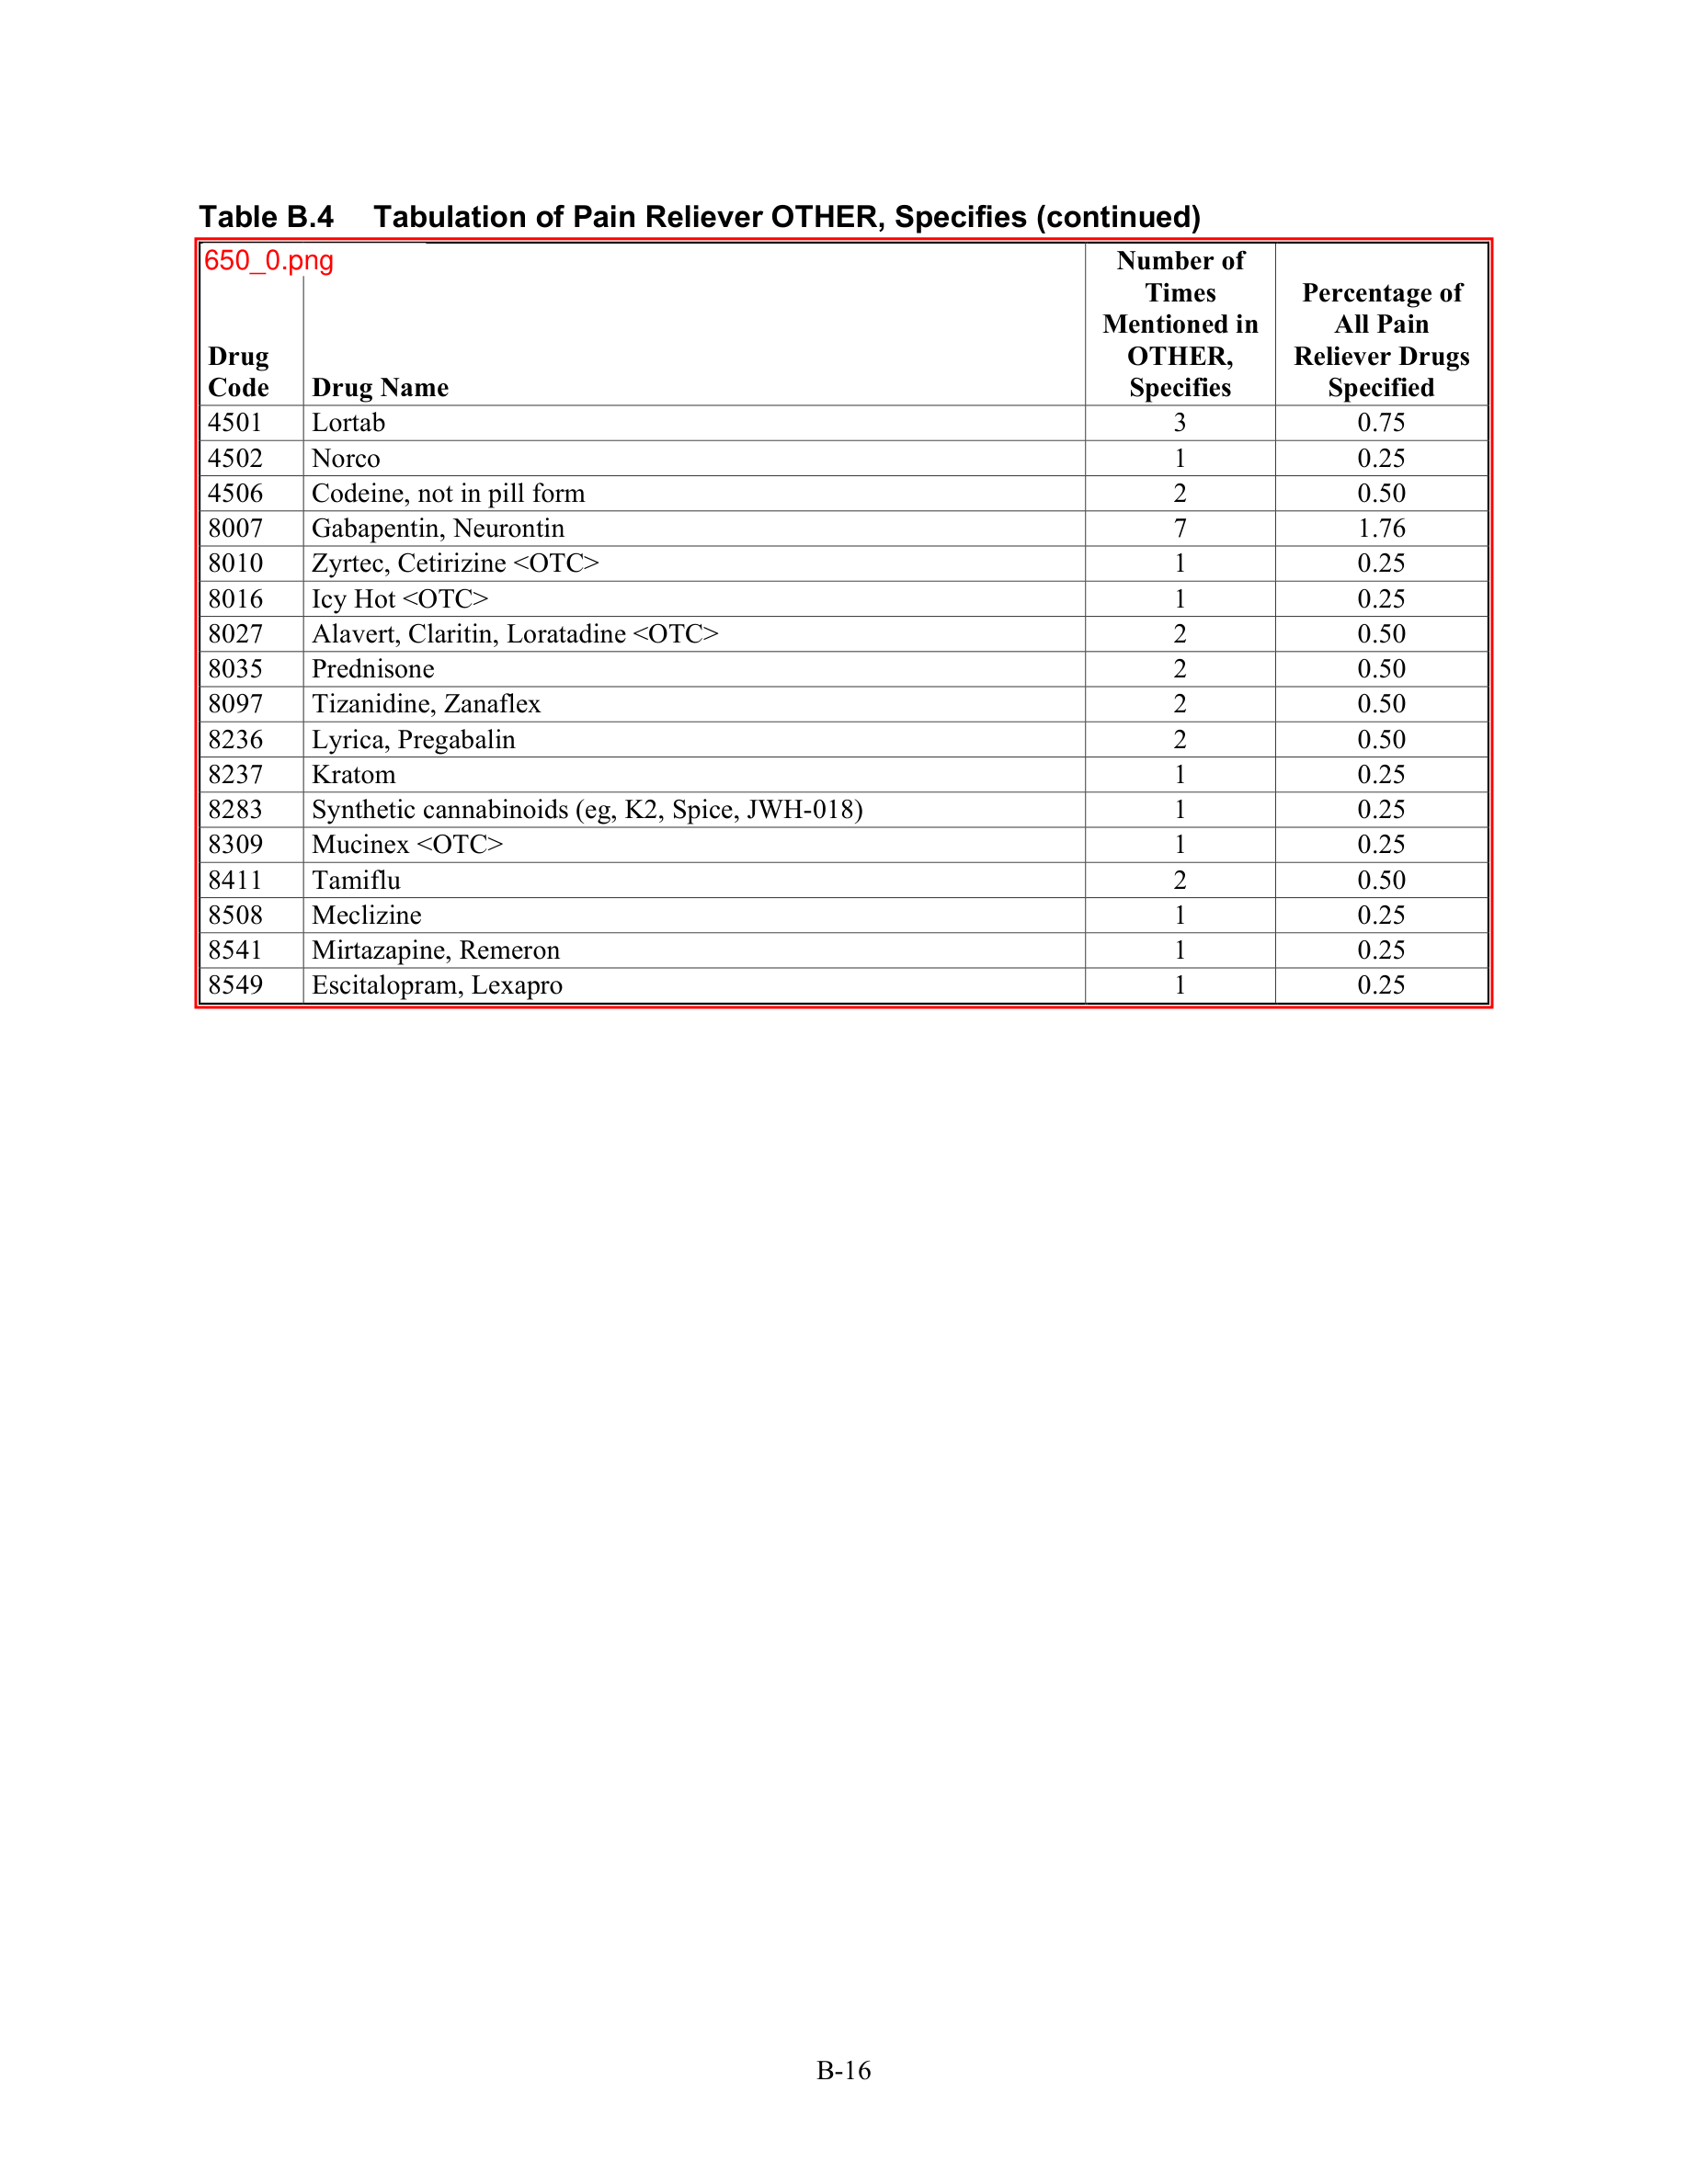 Table B.4 Tabulation of Pain Reliever OTHER, Specifies (continued)
650_0.png
Drug Code Drug Name Number of Times Mentioned in OTHER, Specifies Percentage of All Pain Reliever Drugs Specified
4501 Lortab 3 0.75
4502 Norco 1 0.25
4506 Codeine, not in pill form 2 0.50
8007 Gabapentin, Neurontin 7 1.76
8010 Zyrtec, Cetirizine <OTC> 1 0.25
8016 Icy Hot <OTC> 1 0.25
8027 Alavert, Claritin, Loratadine <OTC> 2 0.50
8035 Prednisone 2 0.50
8097 Tizanidine, Zanaflex 2 0.50
8236 Lyrica, Pregabalin 2 0.50
8237 Kratom 1 0.25
8283 Synthetic cannabinoids (eg, K2, Spice, JWH-018) 1 0.25
8309 Mucinex <OTC> 1 0.25
8411 Tamiflu 2 0.50
8508 Meclizine 1 0.25
8541 Mirtazapine, Remeron 1 0.25
8549 Escitalopram, Lexapro 1 0.25
B-16